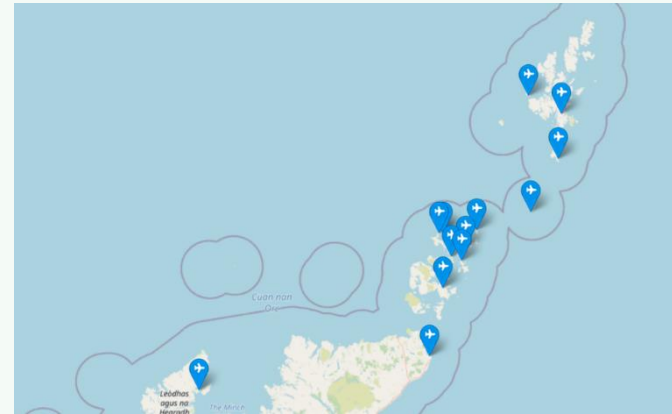 Cuan nan
Orc
Leòdhas
agus na
Hearadh
The Minch